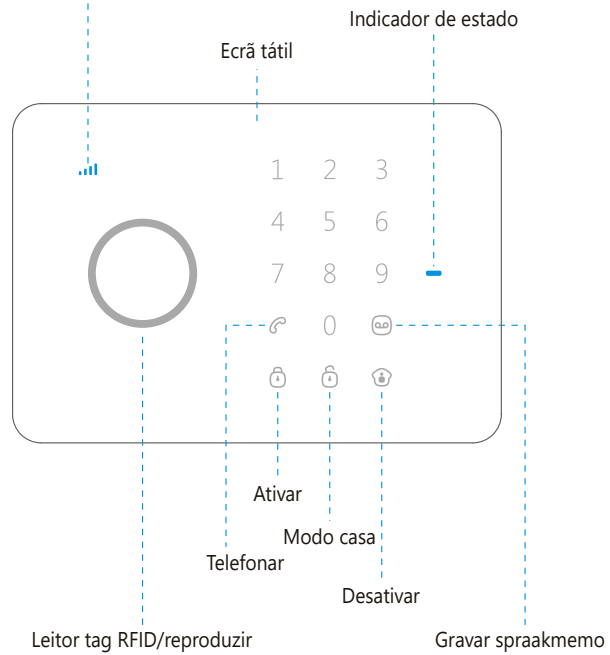 Indicador de estado
Ecrã tátil
1 2 3
4 5 6
7 8 9
0
Ativar
Modo casa
Telefonar
Desativar
Leitor tag RFID/reproduzir
Gravar spraakmemo